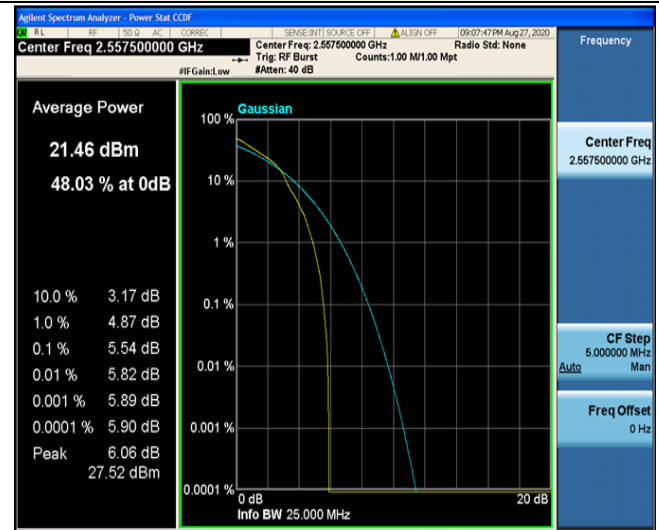 Agilent Spectrum Analyzer - Power Stat CCDF
RL RF 50 Ω AC CORREC SENSE:INT SOURCE OFF ALIGN OFF 09:07:47 PM Aug 27, 2020
Center Freq 2.557500000 GHz
Center Freq: 2.557500000 GHz Radio Std: None
Trig: RF Burst Counts:1.00 M/1.00 Mpt
#IFGain:Low #Atten: 40 dB
Frequency
Average Power
21.46 dBm
48.03 % at 0dB
10.0 % 3.17 dB
1.0 % 4.87 dB
0.1 % 5.54 dB
0.01 % 5.82 dB
0.001 % 5.89 dB
0.0001 % 5.90 dB
Peak 6.06 dB
27.52 dBm
Gaussian
100 %
10 %
1 %
0.1 %
0.01 %
0.001 %
0.0001 %
0 dB 20 dB
Info BW 25.000 MHz
Center Freq
2.557500000 GHz
CF Step
5.000000 MHz
Auto Man
Freq Offset
0 Hz